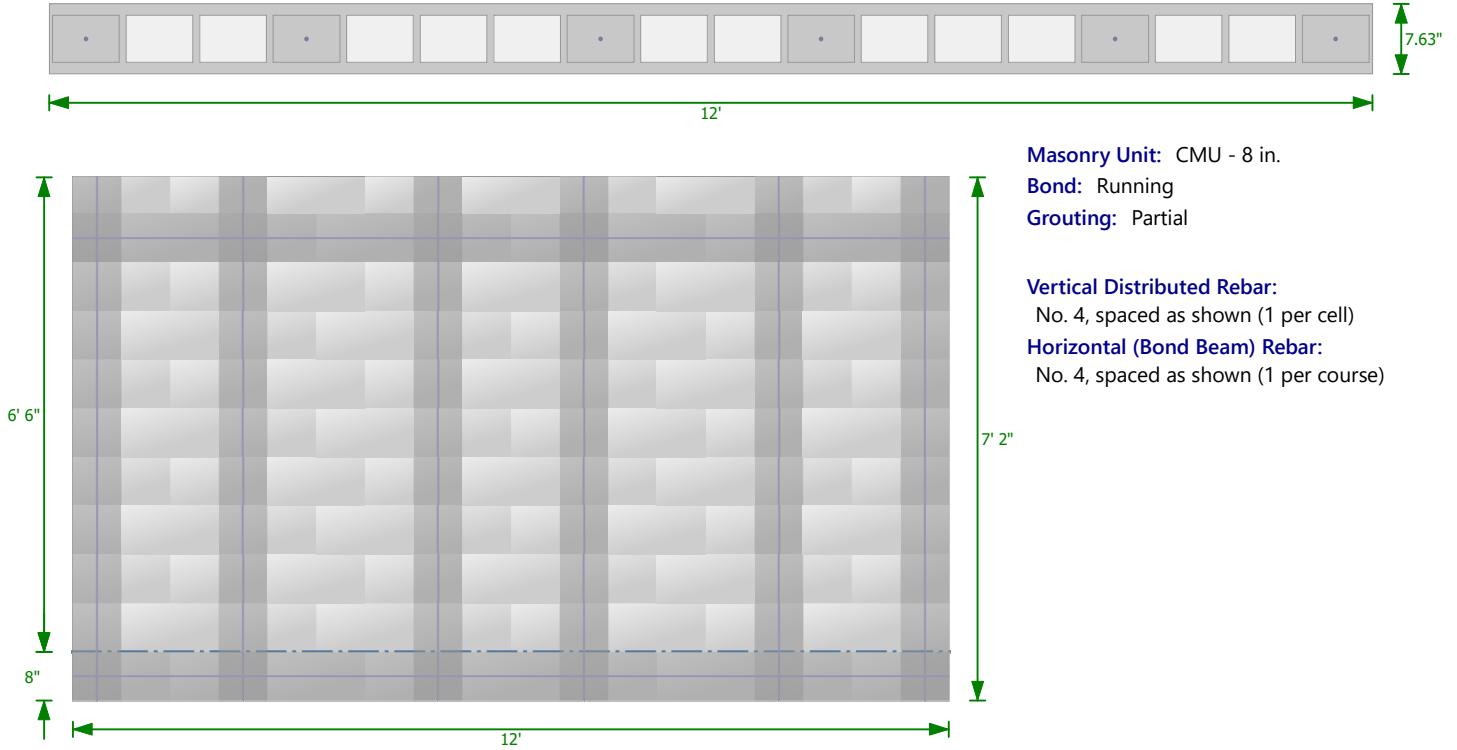 7.63"
12'
Masonry Unit: CMU - 8 in.
Bond: Running
Grouting: Partial
Vertical Distributed Rebar:
No. 4, spaced as shown (1 per cell)
Horizontal (Bond Beam) Rebar:
No. 4, spaced as shown (1 per course)
6' 6"
7' 2"
8"
12'